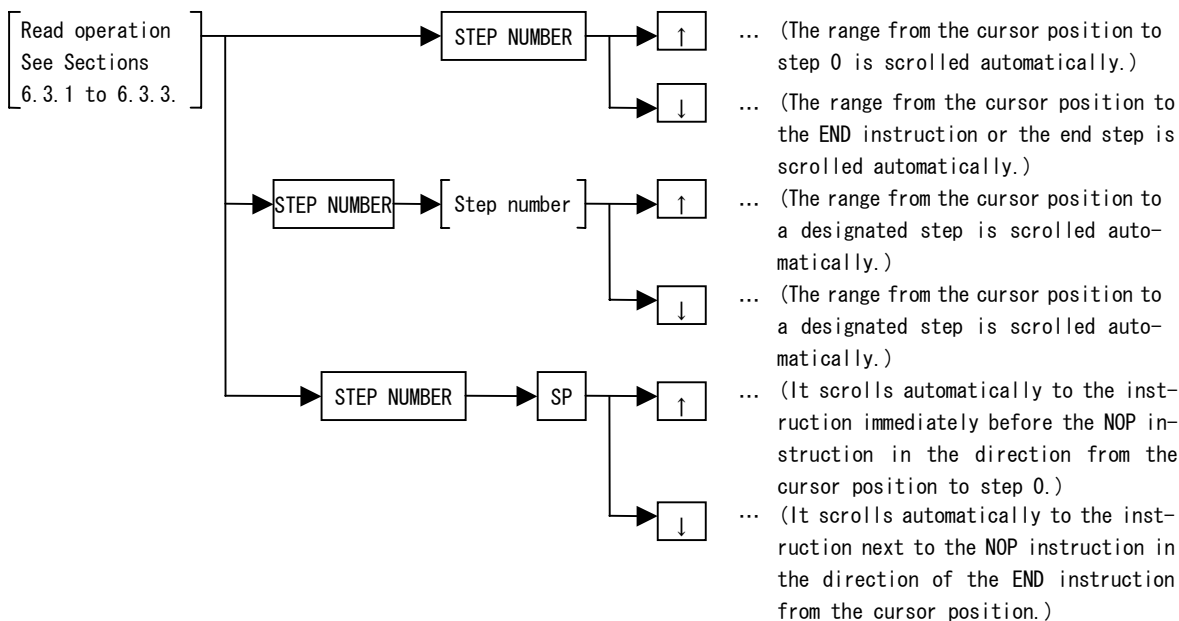 Read operation
See Sections
6.3.1 to 6.3.3.
STEP NUMBER
↑
… (The range from the cursor position to
step 0 is scrolled automatically.)
↓
… (The range from the cursor position to
the END instruction or the end step is
scrolled automatically.)
STEP NUMBER
Step number
↑
… (The range from the cursor position to
a designated step is scrolled auto-
matically.)
↓
… (The range from the cursor position to
a designated step is scrolled auto-
matically.)
STEP NUMBER
SP
↑
… (It scrolls automatically to the inst-
ruction immediately before the NOP in-
struction in the direction from the
cursor position to step 0.)
↓
… (It scrolls automatically to the inst-
ruction next to the NOP instruction in
the direction of the END instruction
from the cursor position.)